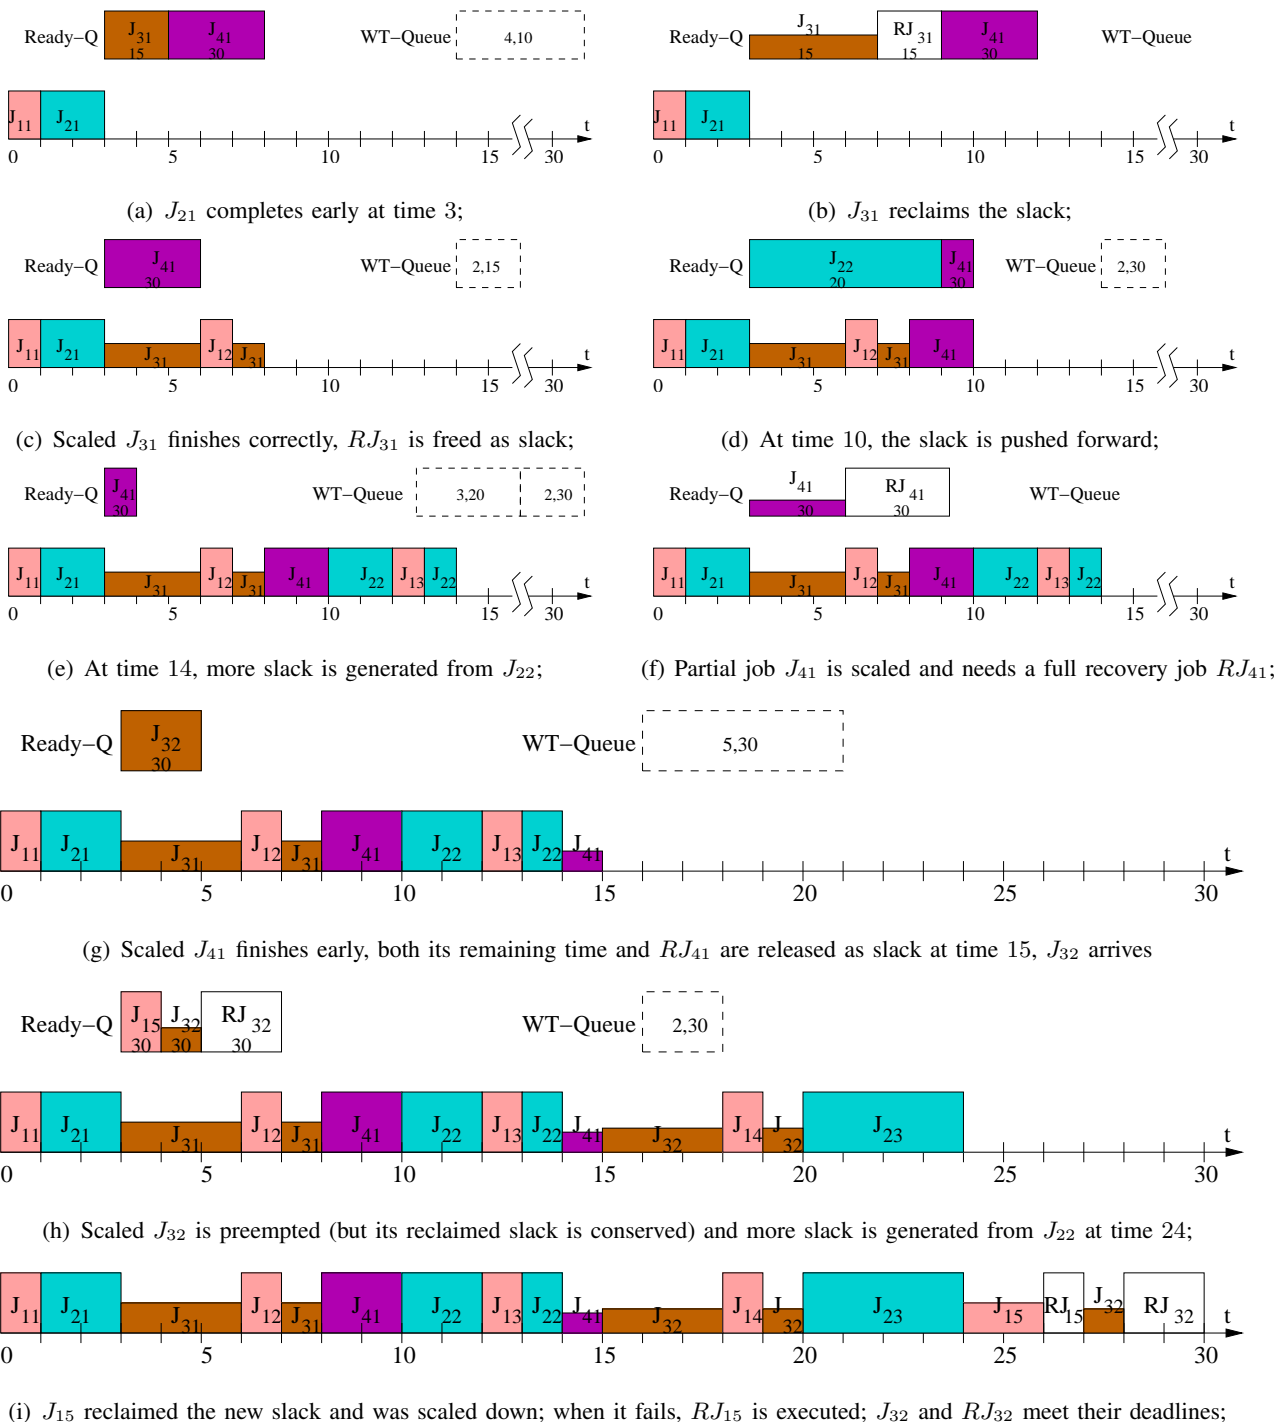 Ready−Q J31 15 J41 30 WT−Queue 4,10
J11 J21 t
0 5 10 15 30
(a) J21 completes early at time 3;
Ready−Q J31 15 RJ31 15 J41 30 WT−Queue
J11 J21 t
0 5 10 15 30
(b) J31 reclaims the slack;
Ready−Q J41 30 WT−Queue 2,15
J11 J21 J31 J12 J31 t
0 5 10 15 30
(c) Scaled J31 finishes correctly, RJ31 is freed as slack;
Ready−Q J22 20 J41 30 WT−Queue 2,30
J11 J21 J31 J12 J31 J41 t
0 5 10 15 30
(d) At time 10, the slack is pushed forward;
Ready−Q J41 30 WT−Queue 3,20 2,30
J11 J21 J31 J12 J31 J41 J22 J13 J22 t
0 5 10 15 30
(e) At time 14, more slack is generated from J22;
Ready−Q J41 30 RJ41 30 WT−Queue
J11 J21 J31 J12 J31 J41 J22 J13 J22 t
0 5 10 15 30
(f) Partial job J41 is scaled and needs a full recovery job RJ41;
Ready−Q J32 30 WT−Queue 5,30
J11 J21 J31 J12 J31 J41 J22 J13 J22 J41 t
0 5 10 15 20 25 30
(g) Scaled J41 finishes early, both its remaining time and RJ41 are released as slack at time 15, J32 arrives
Ready−Q J15 30 J32 30 RJ32 30 WT−Queue 2,30
J11 J21 J31 J12 J31 J41 J22 J13 J22 J41 J32 J14 J32 J23 t
0 5 10 15 20 25 30
(h) Scaled J32 is preempted (but its reclaimed slack is conserved) and more slack is generated from J22 at time 24;
J11 J21 J31 J12 J31 J41 J22 J13 J22 J41 J32 J14 J32 J23 J15 RJ15 J32 RJ32 t
0 5 10 15 20 25 30
(i) J15 reclaimed the new slack and was scaled down; when it fails, RJ15 is executed; J32 and RJ32 meet their deadlines;